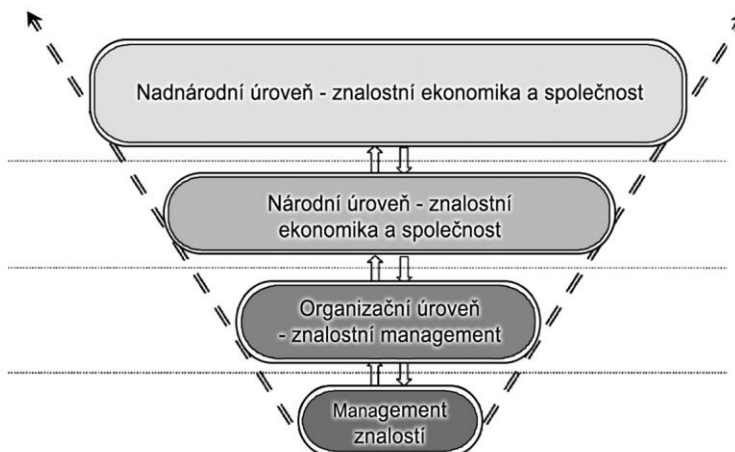 Nadnárodní úroveň - znalostní ekonomika a společnost
Národní úroveň - znalostní
ekonomika a společnost
Organizační úroveň
- znalostní management
Management
znalostí